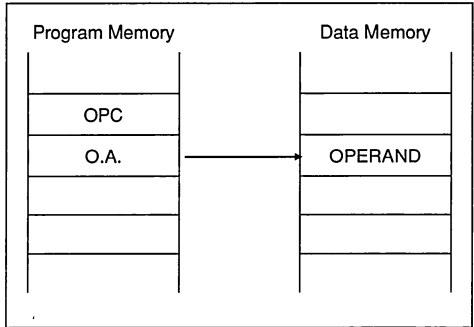 Program Memory
Data Memory
OPC
O.A.
OPERAND